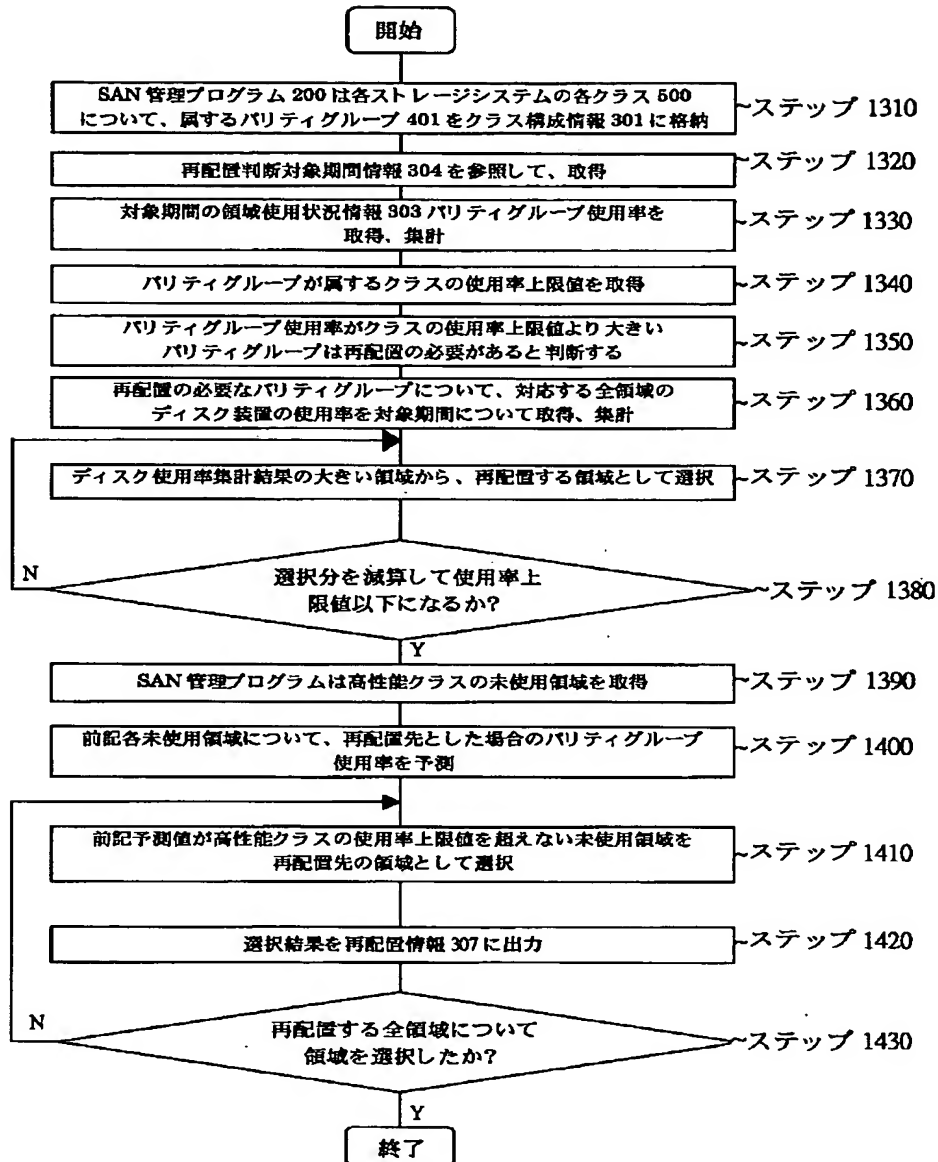 開始
SAN 管理プログラム 200 は各ストレージシステムの各クラス 500
について、属するパリティグループ 401 をクラス構成情報 301 に格納
~ステップ 1310
再配置判断対象期間情報 304 を参照して、取得
~ステップ 1320
対象期間の領域使用状況情報 303 パリティグループ使用率を
取得、集計
~ステップ 1330
パリティグループが属するクラスの使用率上限値を取得
~ステップ 1340
パリティグループ使用率がクラスの使用率上限値より大きい
パリティグループは再配置の必要があると判断する
~ステップ 1350
再配置の必要なパリティグループについて、対応する全領域の
ディスク装置の使用率を対象期間について取得、集計
~ステップ 1360
ディスク使用率集計結果の大きい領域から、再配置する領域として選択
~ステップ 1370
N
選択分を減算して使用率上
限値以下になるか?
~ステップ 1380
Y
SAN 管理プログラムは高性能クラスの未使用領域を取得
~ステップ 1390
前記各未使用領域について、再配置先とした場合のパリティグループ
使用率を予測
~ステップ 1400
前記予測値が高性能クラスの使用率上限値を超えない未使用領域を
再配置先の領域として選択
~ステップ 1410
選択結果を再配置情報 307 に出力
~ステップ 1420
N
再配置する全領域について
領域を選択したか?
~ステップ 1430
Y
終了